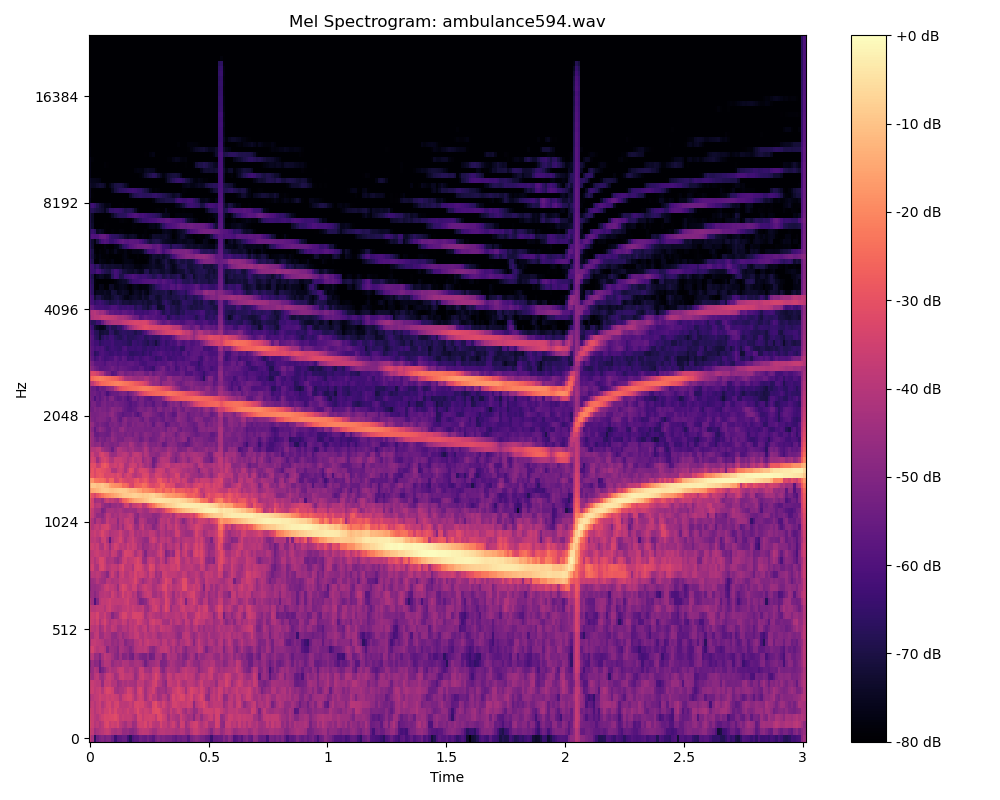 Mel Spectrogram: ambulance594.wav
Hz
16384
8192
4096
2048
1024
512
0
0
0.5
1
1.5
2
2.5
3
Time
+0 dB
-10 dB
-20 dB
-30 dB
-40 dB
-50 dB
-60 dB
-70 dB
-80 dB